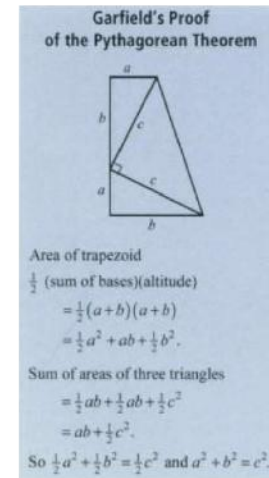 Garfield's Proof
of the Pythagorean Theorem
a
b
c
c
a
b
Area of trapezoid
½ (sum of bases)(altitude)
= ½(a+b)(a+b)
= ½a² + ab + ½b².
Sum of areas of three triangles
= ½ab + ½ab + ½c²
= ab + ½c².
So ½a² + ½b² = ½c² and a² + b² = c².